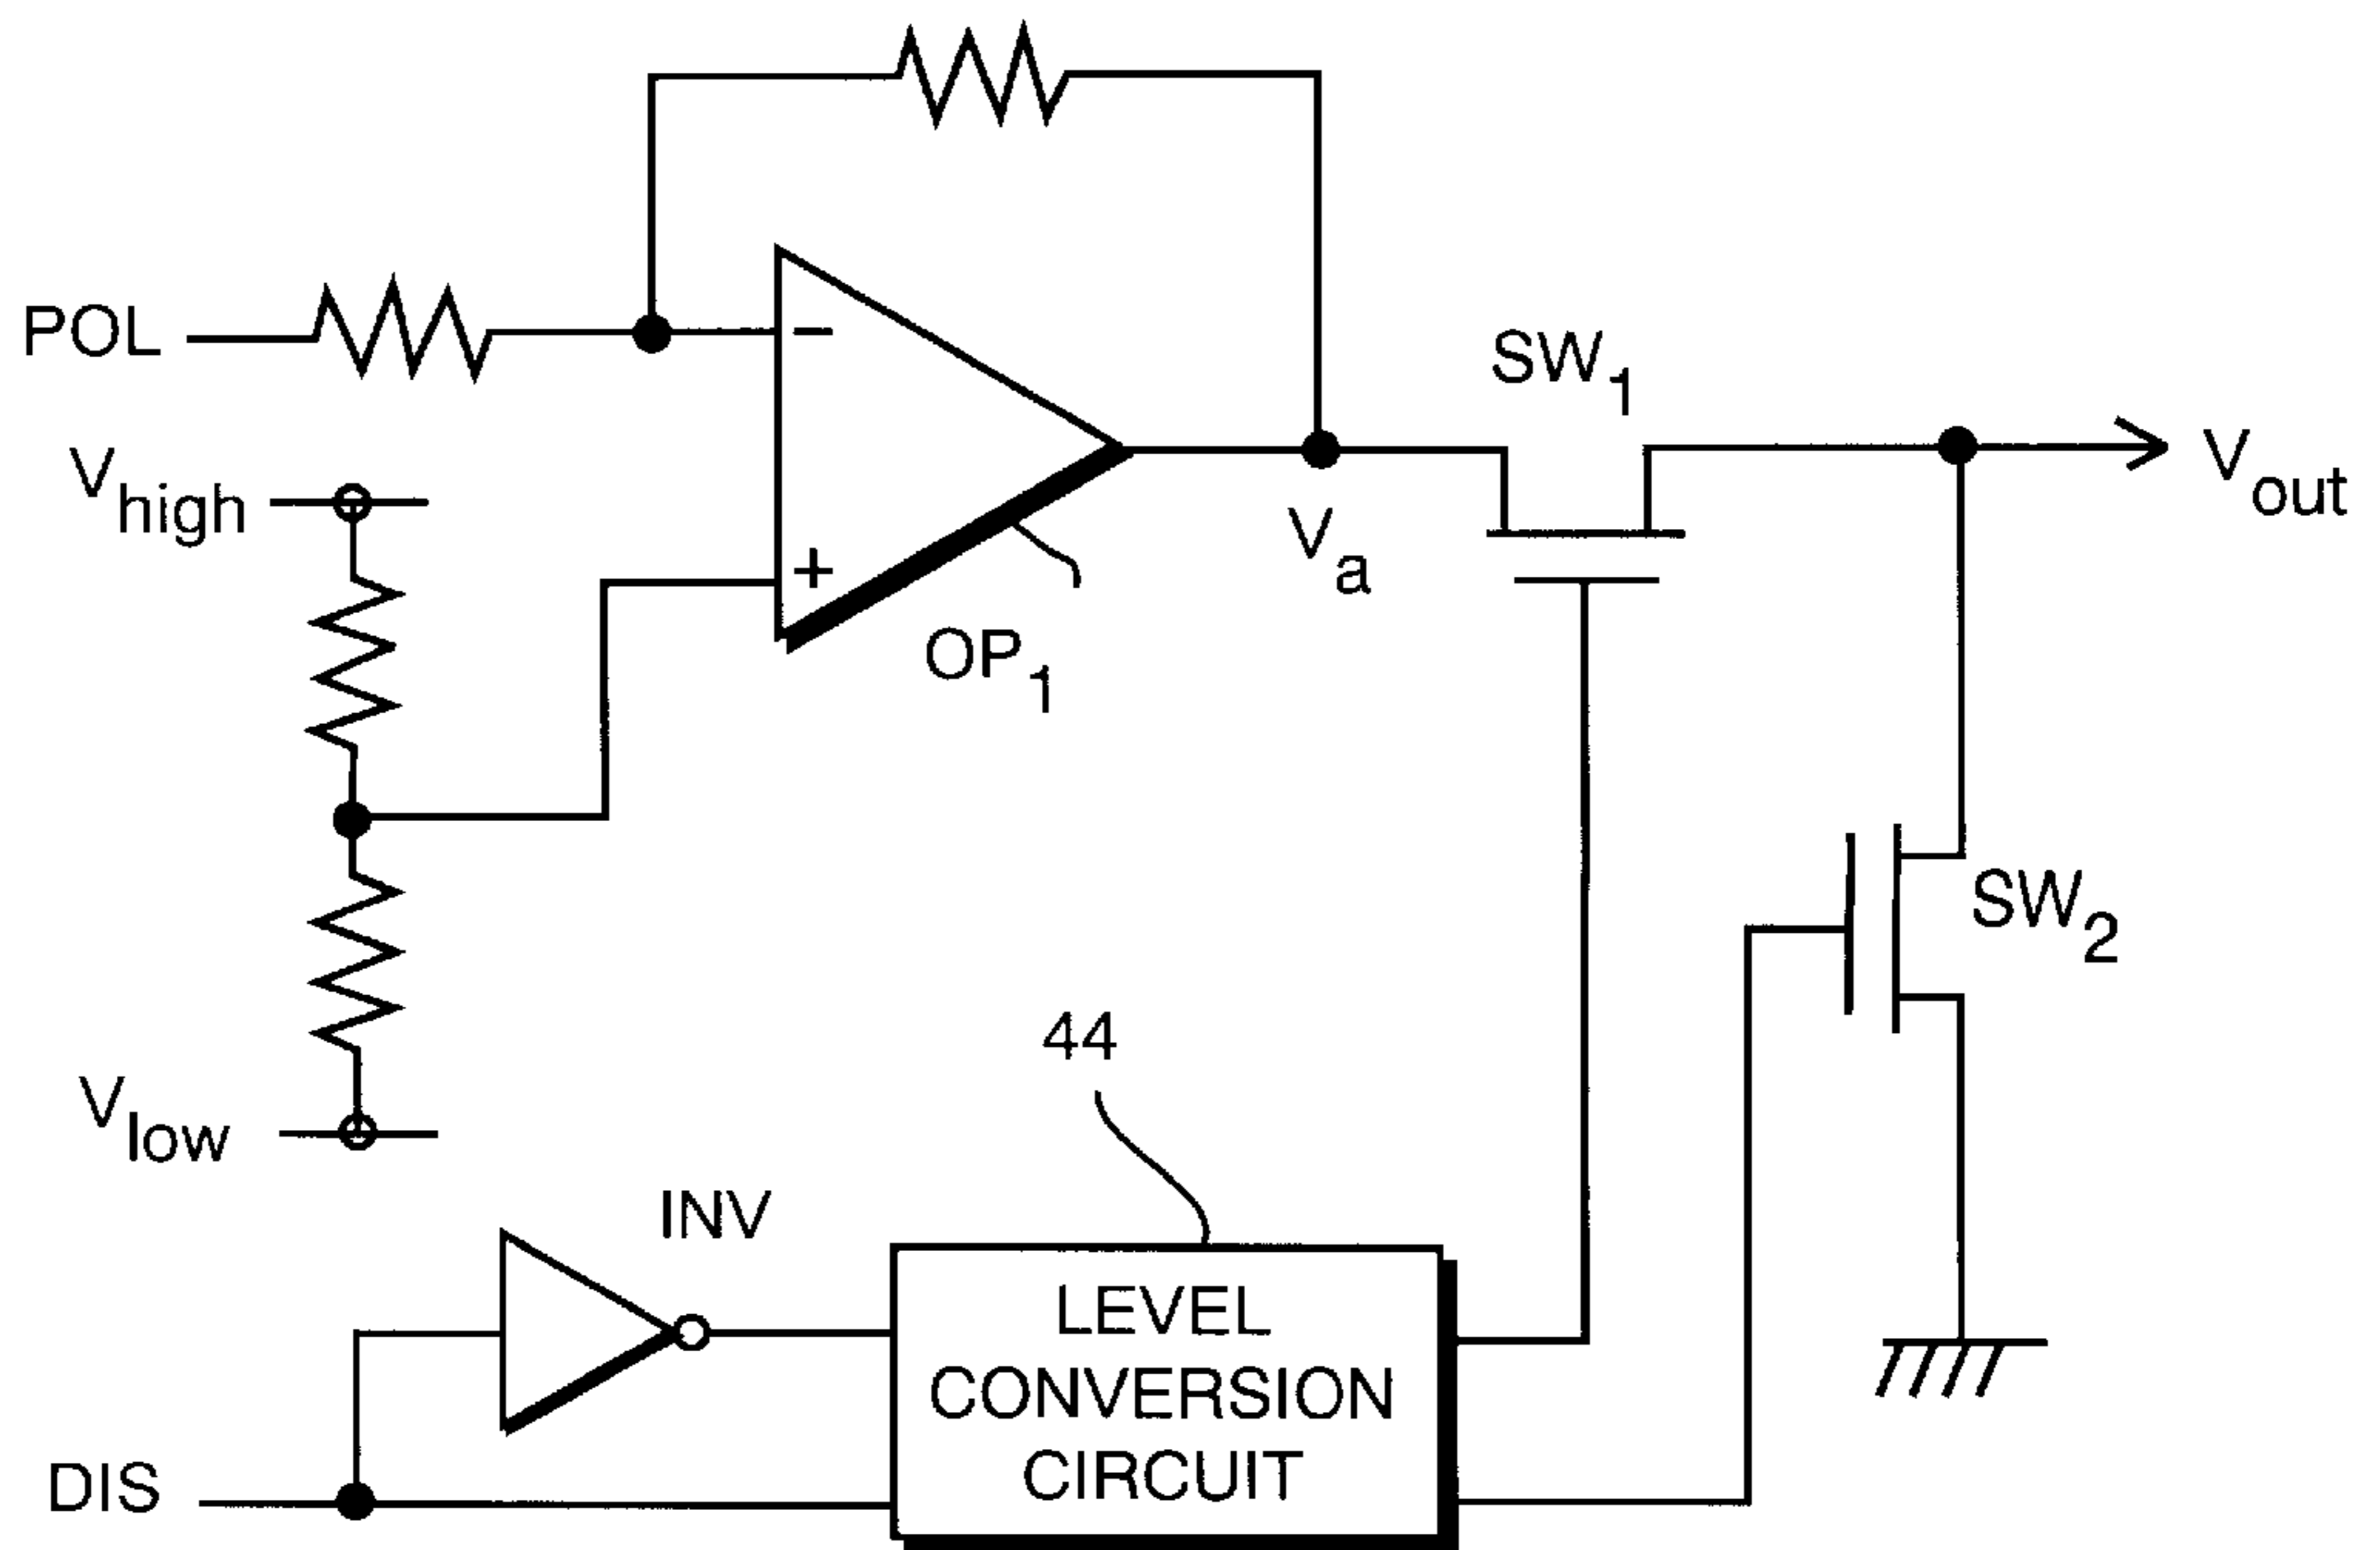 POL
SW1
Vhigh
Vout
Va
+
−
OP1
SW2
44
Vlow
INV
LEVEL
CONVERSION
CIRCUIT
DIS